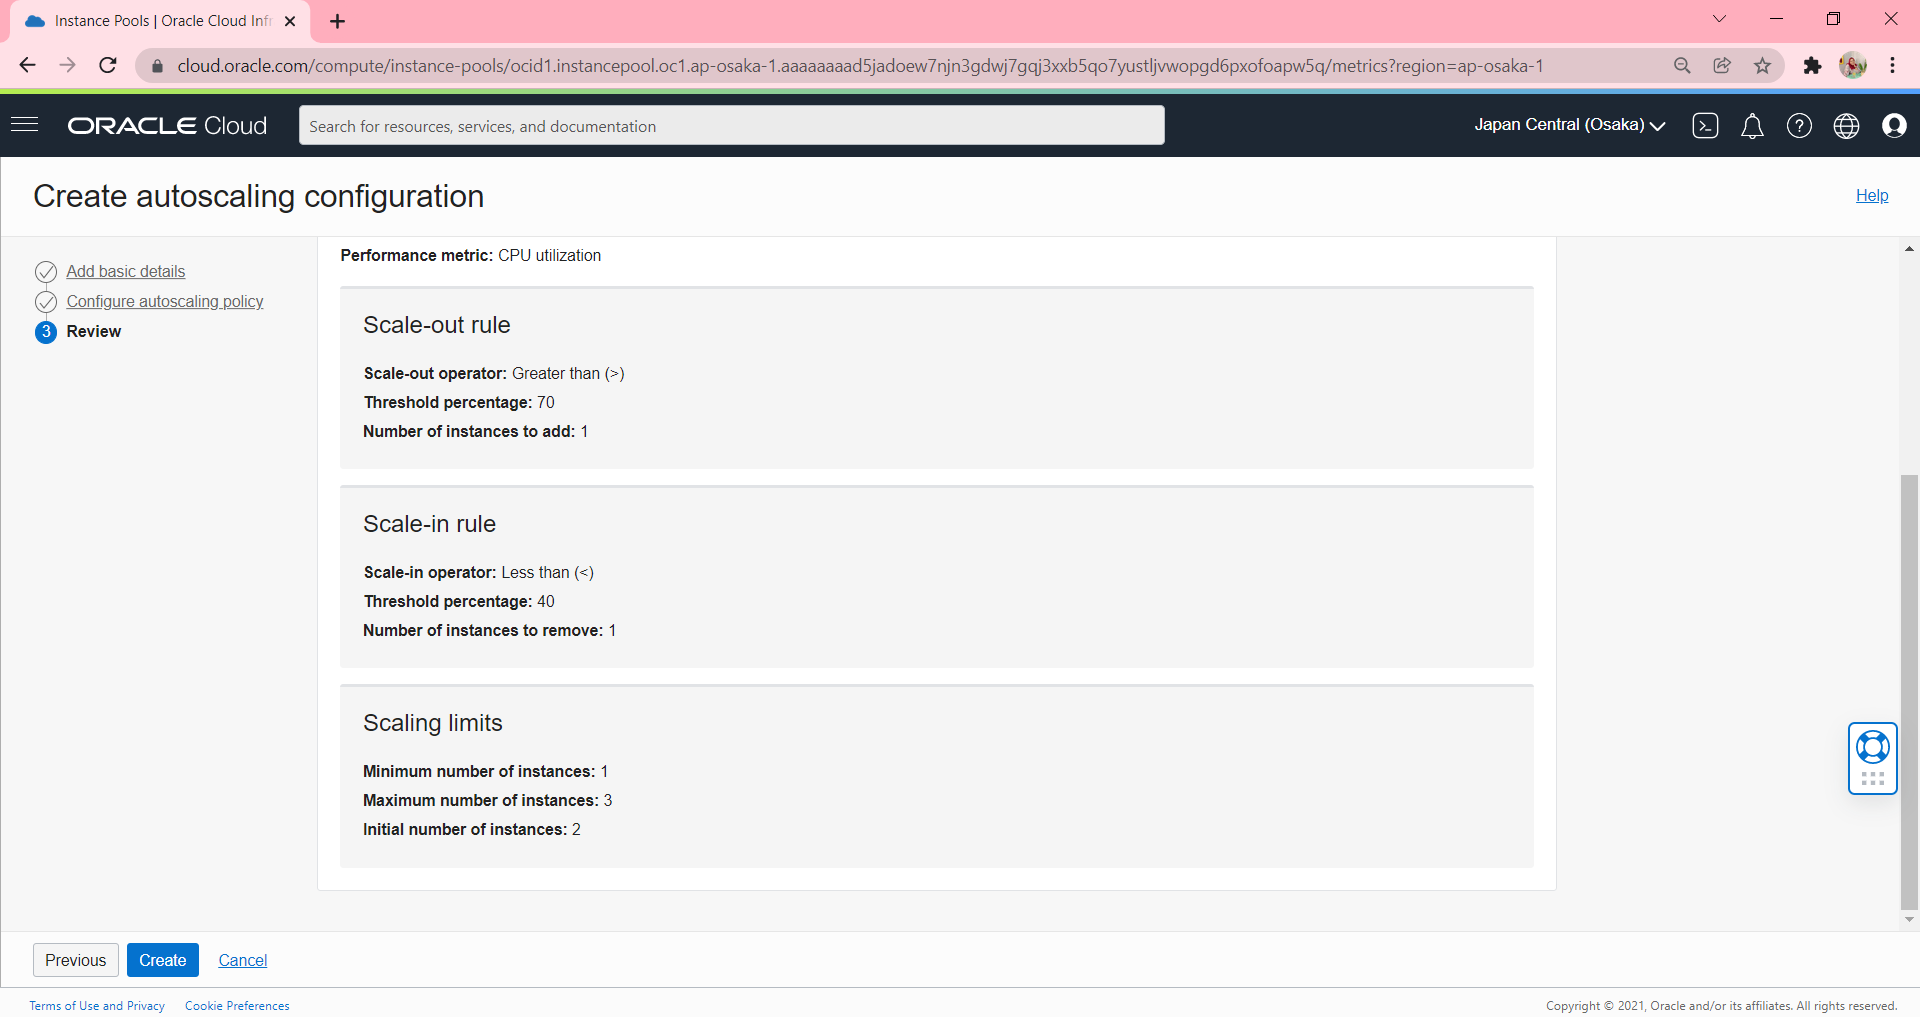 Instance Pools | Oracle Cloud Infr
cloud.oracle.com/compute/instance-pools/ocid1.instancepool.oc1.ap-osaka-1.aaaaaaaad5jadoew7njn3gdwj7gqj3xxb5qo7yustljvwopgd6pxofoapw5q/metrics?region=ap-osaka-1
ORACLE Cloud
Search for resources, services, and documentation
Japan Central (Osaka)
Create autoscaling configuration
Help
Add basic details
Configure autoscaling policy
3 Review
Performance metric: CPU utilization
Scale-out rule
Scale-out operator: Greater than (>)
Threshold percentage: 70
Number of instances to add: 1
Scale-in rule
Scale-in operator: Less than (<)
Threshold percentage: 40
Number of instances to remove: 1
Scaling limits
Minimum number of instances: 1
Maximum number of instances: 3
Initial number of instances: 2
Previous
Create
Cancel
Terms of Use and Privacy
Cookie Preferences
Copyright © 2021, Oracle and/or its affiliates. All rights reserved.